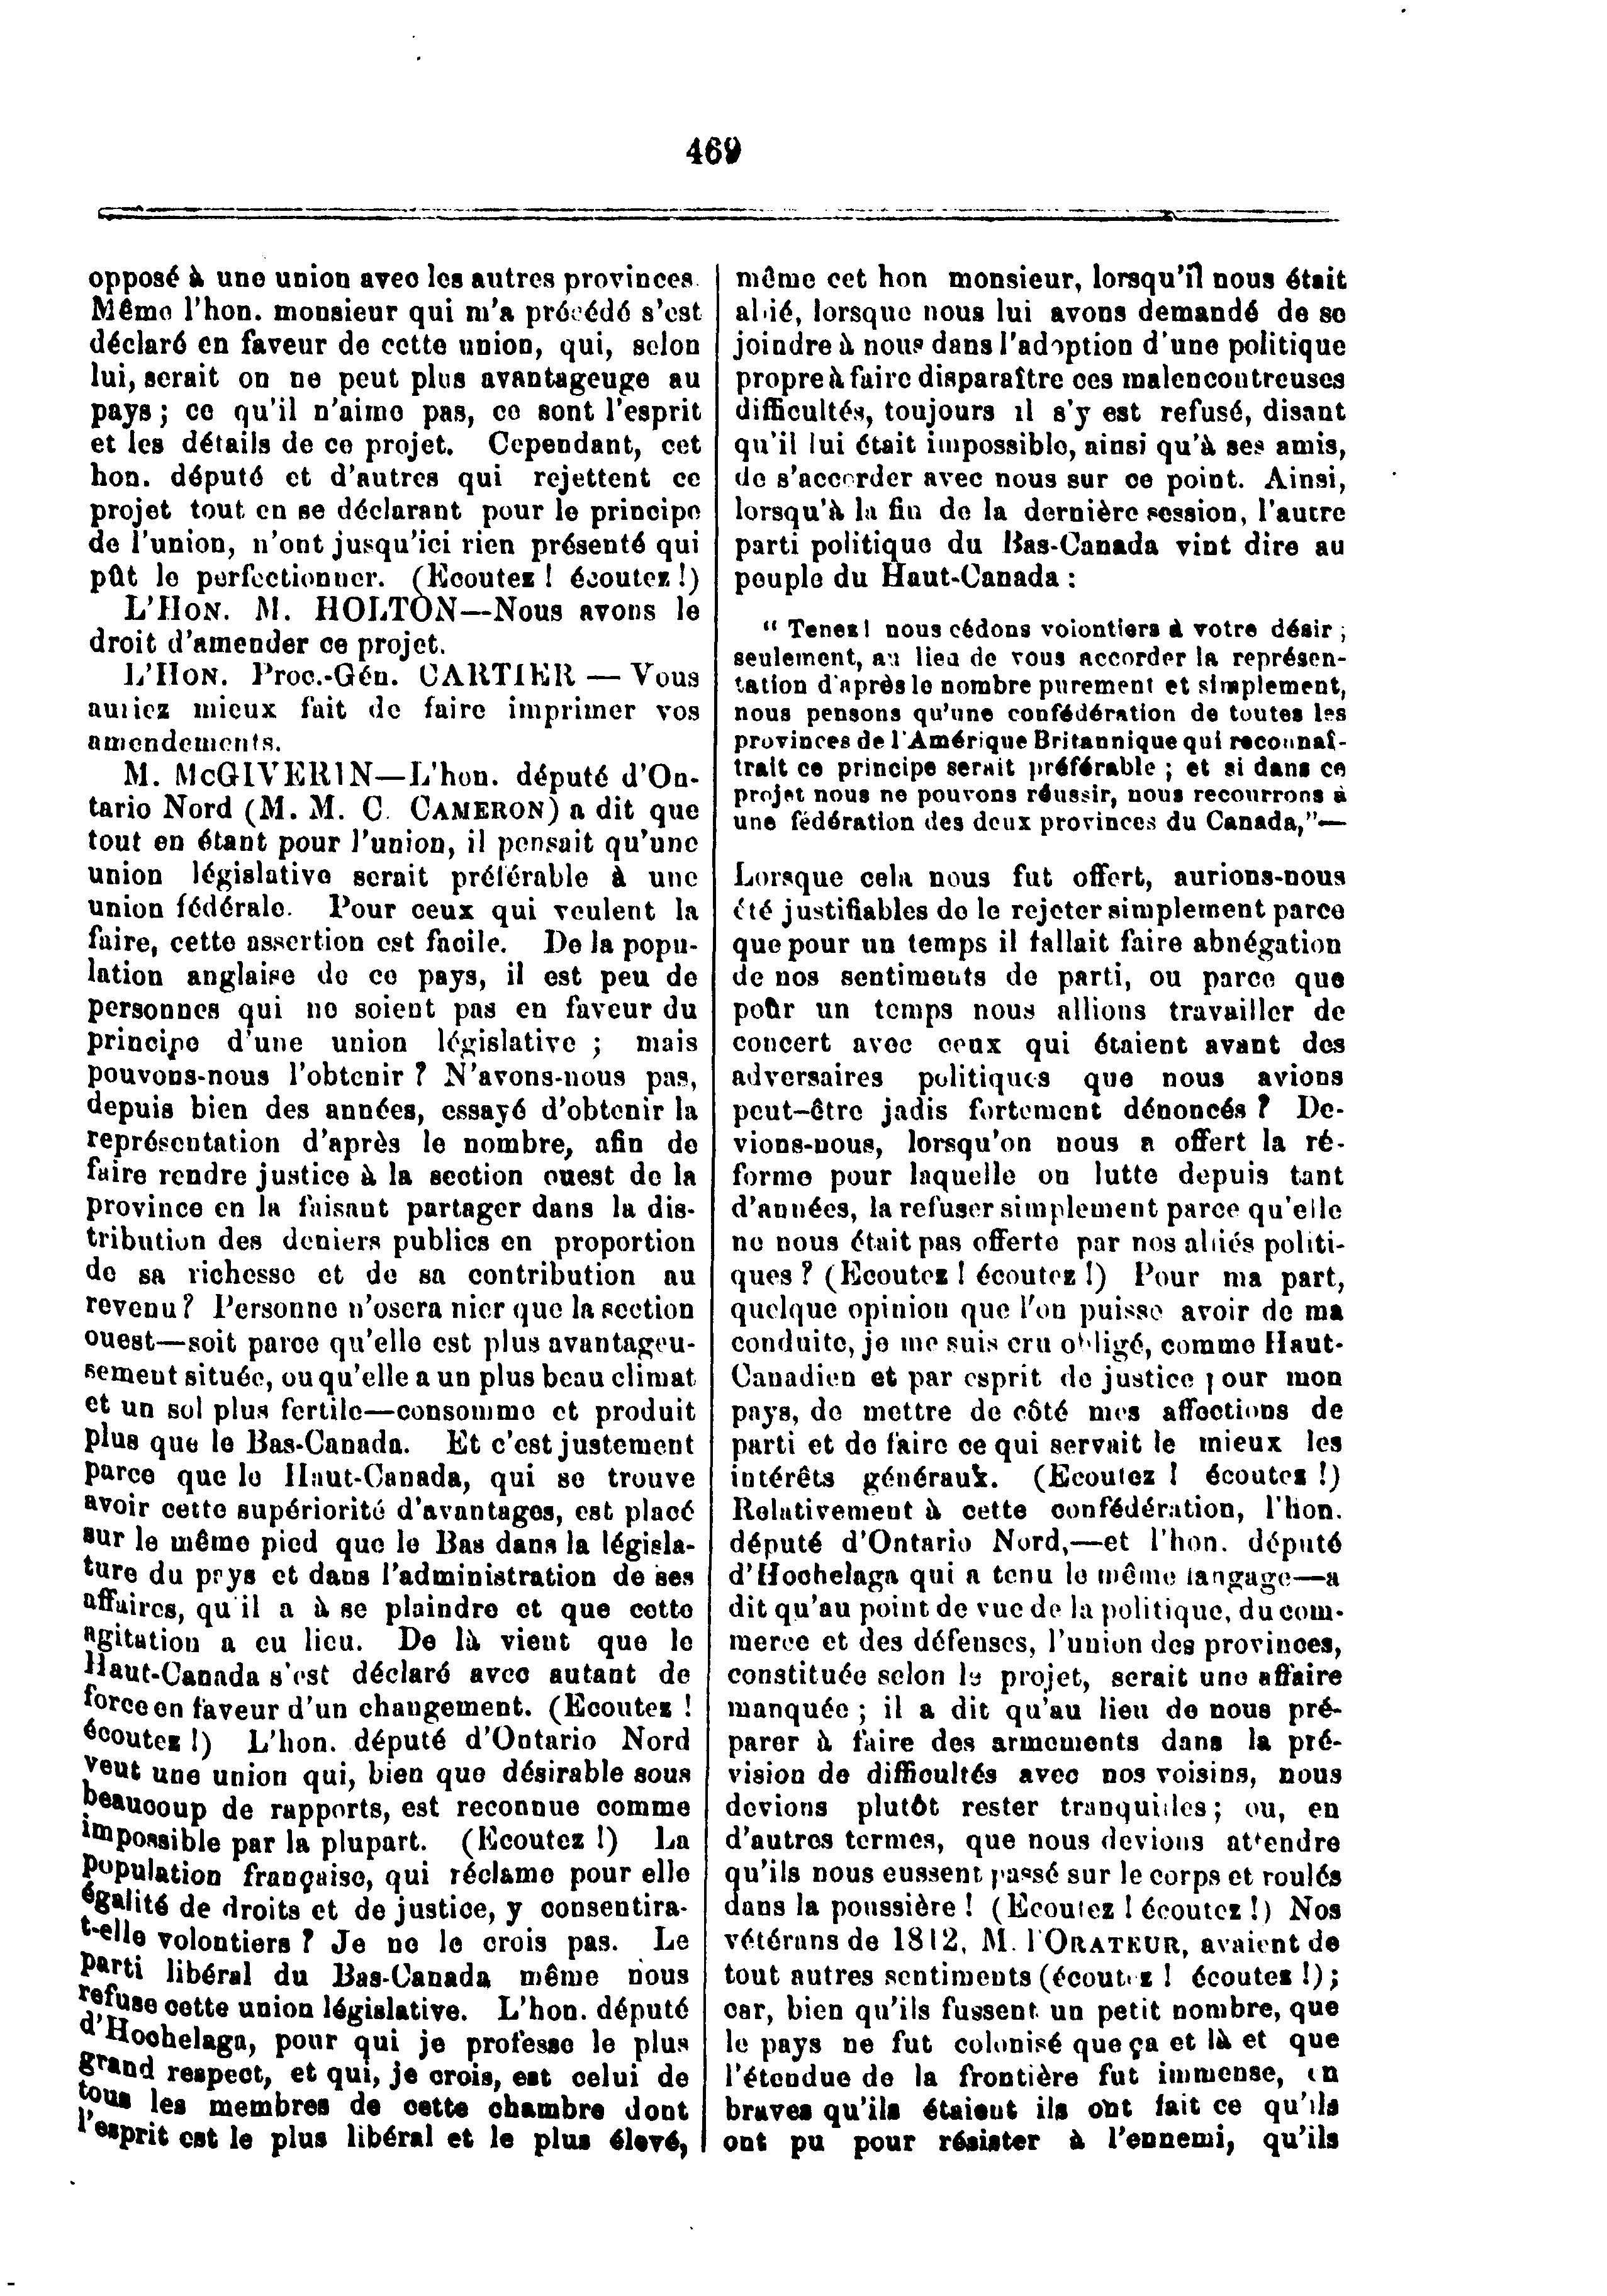 469
opposé à une union avec les autres provinces.
Même l'hon. monsieur qui m'a précédé s'est
déclaré en faveur de cette union, qui, selon
lui, serait on ne peut plus avantageuge au
pays ; ce qu'il n'aime pas, ce sont l'esprit
et les détails de ce projet. Cependant, cet
hon. député et d'autres qui rejettent ce
projet tout en se déclarant pour le principe
de l'union, n'ont jusqu'ici rien présenté qui
pût le perfectionner. (Ecoutez ! écoutez !)
L'HON. M. HOLTON—Nous avons le
droit d'amender ce projet.
L'HON. Proc.-Gén. CARTIER — Vous
auriez mieux fait de faire imprimer vos
amendements.
M. McGIVERIN—L'hon. député d'On-
tario Nord (M. M. C. CAMERON) a dit que
tout en étant pour l'union, il pensait qu'une
union législative serait préférable à une
union fédérale. Pour ceux qui veulent la
faire, cette assertion est facile. De la popu-
lation anglaise de ce pays, il est peu de
personnes qui ne soient pas en faveur du
principe d'une union législative ; mais
pouvons-nous l'obtenir ? N'avons-nous pas,
depuis bien des années, essayé d'obtenir la
représentation d'après le nombre, afin de
faire rendre justice à la section ouest de la
province en la faisant partager dans la dis-
tribution des deniers publics en proportion
de sa richesse et de sa contribution au
revenu ? Personne n'osera nier que la section
ouest—soit parce qu'elle est plus avantageu-
sement située, ou qu'elle a un plus beau climat
et un sol plus fertile—consomme et produit
plus que le Bas-Canada. Et c'est justement
parce que le Haut-Canada, qui se trouve
avoir cette supériorité d'avantages, est placé
sur le même pied que le Bas dans la législa-
ture du pays et dans l'administration de ses
affaires, qu'il a à se plaindre et que cette
agitation a eu lieu. De là vient que le
Haut-Canada s'est déclaré avec autant de
force en faveur d'un changement. (Ecoutez !
écoutez !) L'hon. député d'Ontario Nord
veut une union qui, bien que désirable sous
beaucoup de rapports, est reconnue comme
impossible par la plupart. (Ecoutez !) La
population française, qui réclame pour elle
égalité de droits et de justice, y consentira-
t-elle volontiers ? Je ne le crois pas. Le
parti libéral du Bas-Canada même nous
refuse cette union législative. L'hon. député
d'Hochelaga, pour qui je professe le plus
grand respect, et qui, je crois, est celui de
tous les membres de cette chambre dont
l'esprit est le plus libéral et le plus élevé,
même cet hon monsieur, lorsqu'il nous était
allié, lorsque nous lui avons demandé de se
joindre à nous dans l'adoption d'une politique
propre à faire disparaître ces malencontreuses
difficultés, toujours il s'y est refusé, disant
qu'il lui était impossible, ainsi qu'à ses amis,
de s'accorder avec nous sur ce point. Ainsi,
lorsqu'à la fin de la dernière session, l'autre
parti politique du Bas-Canada vint dire au
peuple du Haut-Canada :
“ Tenez ! nous cédons volontiers à votre désir ;
seulement, au lieu de vous accorder la représen-
tation d'après le nombre purement et simplement,
nous pensons qu'une confédération de toutes les
provinces de l'Amérique Britannique qui reconnaî-
trait ce principe serait préférable ; et si dans ce
projet nous ne pouvons réussir, nous recourrons à
une fédération des deux provinces du Canada,”—
Lorsque cela nous fut offert, aurions-nous
été justifiables de le rejeter simplement parce
que pour un temps il fallait faire abnégation
de nos sentiments de parti, ou parce que
pour un temps nous allions travailler de
concert avec ceux qui étaient avant des
adversaires politiques que nous avions
peut-être jadis fortement dénoncés ? De-
vions-nous, lorsqu'on nous a offert la ré-
forme pour laquelle on lutte depuis tant
d'années, la refuser simplement parce qu'elle
ne nous était pas offerte par nos alliés politi-
ques ? (Ecoutez ! écoutez !) Pour ma part,
quelque opinion que l'on puisse avoir de ma
conduite, je me suis cru obligé, comme Haut-
Canadien et par esprit de justice pour mon
pays, de mettre de côté mes affections de
parti et de faire ce qui servait le mieux les
intérêts généraux. (Ecoutez ! écoutez !)
Relativement à cette confédération, l'hon.
député d'Ontario Nord,—et l'hon. député
d'Hochelaga qui a tenu le même langage—a
dit qu'au point de vue de la politique, du com-
merce et des défenses, l'union des provinces,
constituée selon le projet, serait une affaire
manquée ; il a dit qu'au lieu de nous pré-
parer à faire des armements dans la pré-
vision de difficultés avec nos voisins, nous
devions plutôt rester tranquilles ; ou, en
d'autres termes, que nous devions attendre
qu'ils nous eussent passé sur le corps et roulés
dans la poussière ! (Ecoutez ! écoutez !) Nos
vétérans de 1812, M. l'ORATEUR, avaient de
tout autres sentiments (écoutez ! écoutez !) ;
car, bien qu'ils fussent un petit nombre, que
le pays ne fut colonisé que ça et là et que
l'étendue de la frontière fut immense, en
braves qu'ils étaient ils ont fait ce qu'ils
ont pu pour résister à l'ennemi, qu'ils